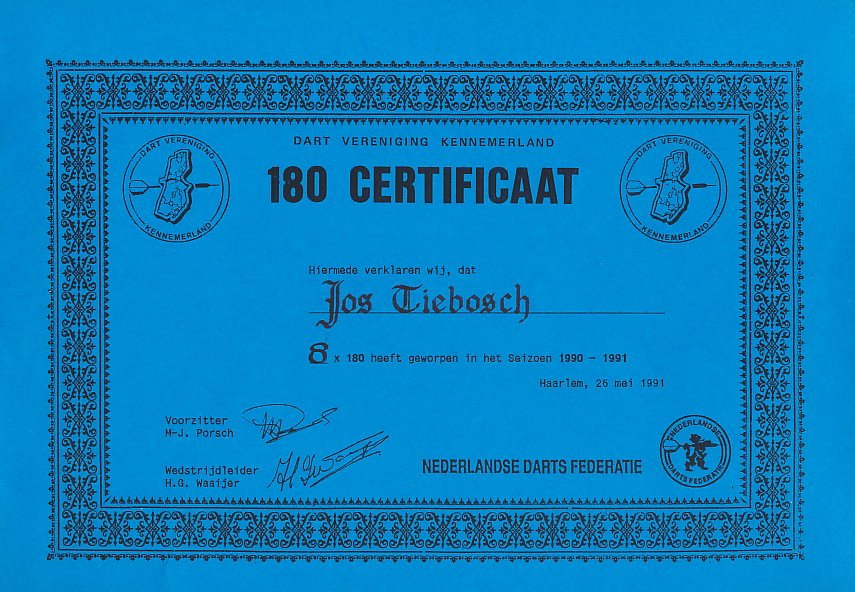 DART VERENIGING KENNEMERLAND
180 CERTIFICAAT
DART VERENIGING
KENNEMERLAND
DART VERENIGING
KENNEMERLAND
Hiermede verklaren wij, dat
Jos Tiebosch
8 x 180 heeft geworpen in het Seizoen 1990 - 1991
Haarlem, 26 mei 1991
Voorzitter
M-J. Porsch
Wedstrijdleider
H.G. Waaijer
NEDERLANDSE DARTS FEDERATIE
NEDERLANDSE
DARTS FEDERATIE